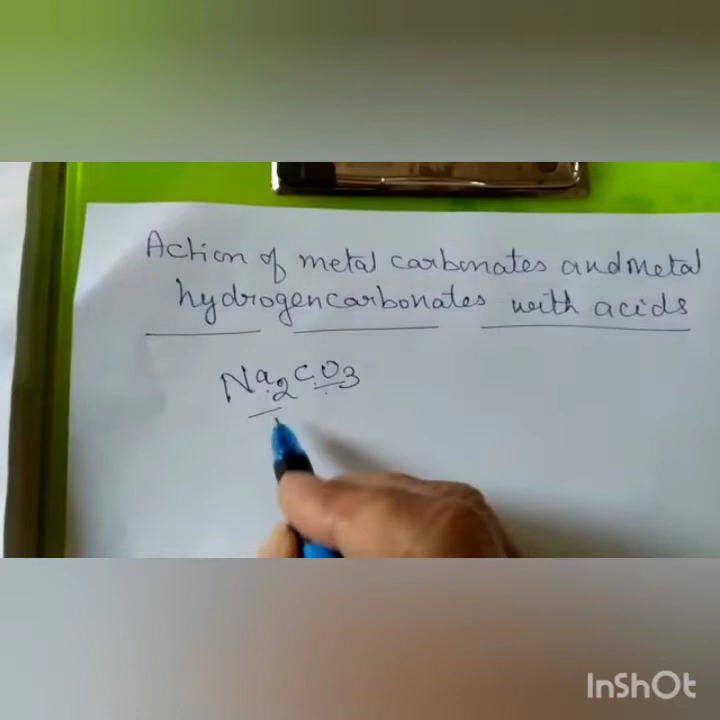 Action of metal carbonates and metal
hydrogencarbonates with acids
Na2CO3
InShOt